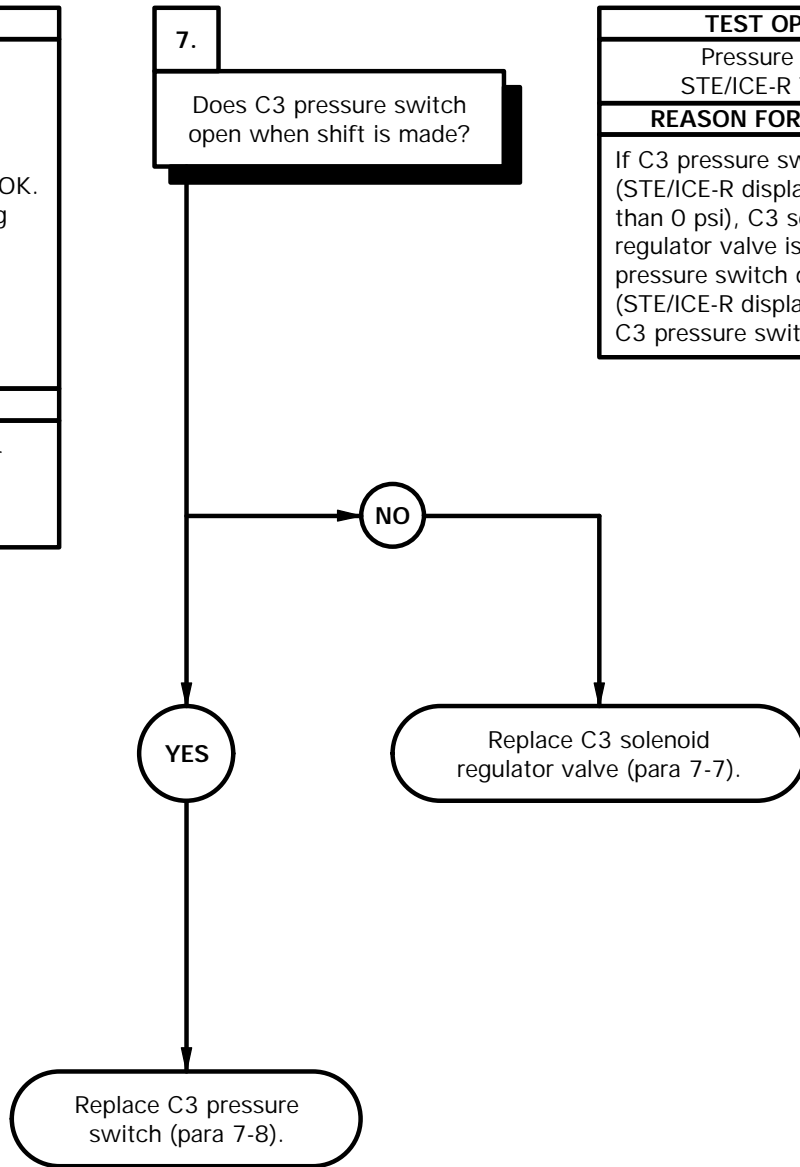 OK.
g
7.
Does C3 pressure switch
open when shift is made?
TEST OP
Pressure
STE/ICE-R
REASON FOR
If C3 pressure sw
(STE/ICE-R displa
than 0 psi), C3 s
regulator valve is
pressure switch
(STE/ICE-R displa
C3 pressure swit
NO
YES
Replace C3 solenoid
regulator valve (para 7-7).
Replace C3 pressure
switch (para 7-8).